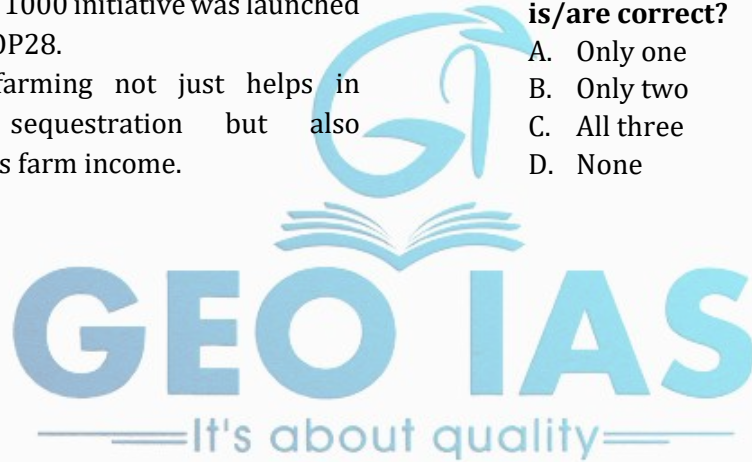 1000 initiative was launched
OP28.
farming not just helps in
sequestration but also
s farm income.
is/are correct?
A. Only one
B. Only two
C. All three
D. None
GEO IAS
It's about quality